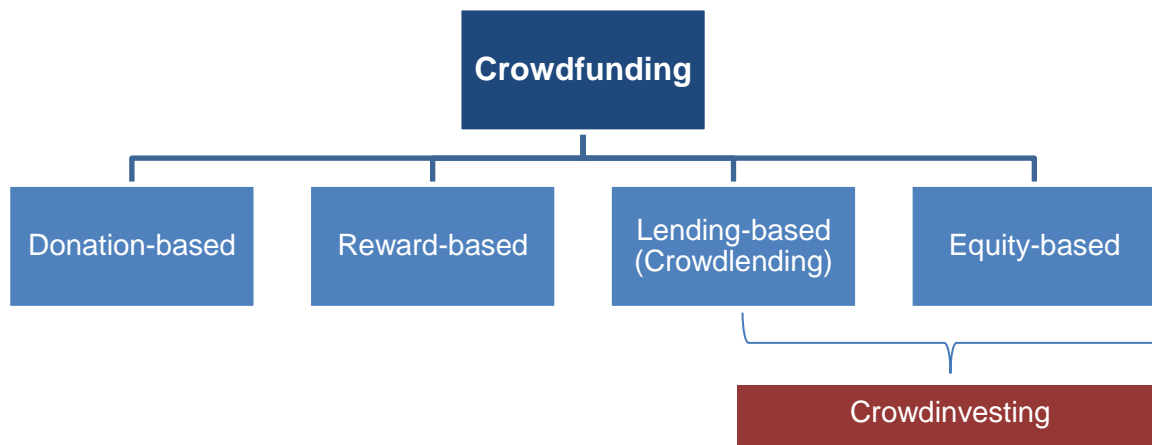 Crowdfunding
Donation-based
Reward-based
Lending-based
(Crowdlending)
Equity-based
Crowdinvesting